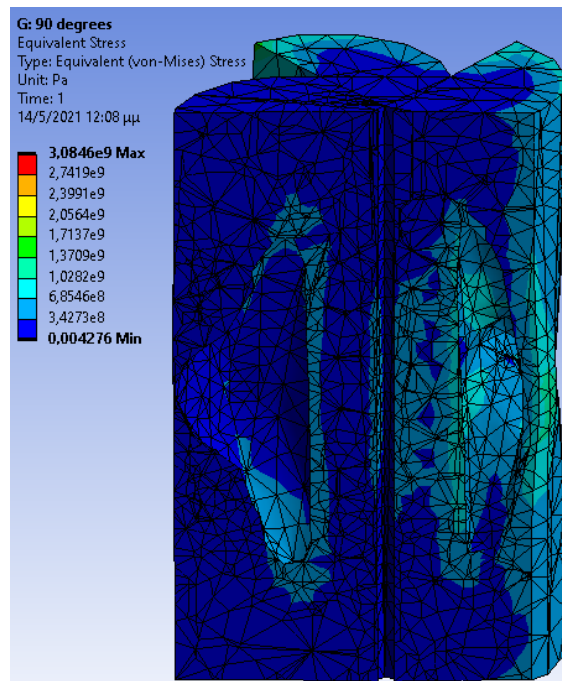 G: 90 degrees
Equivalent Stress
Type: Equivalent (von-Mises) Stress
Unit: Pa
Time: 1
14/5/2021 12:08 μμ
3,0846e9 Max
2,7419e9
2,3991e9
2,0564e9
1,7137e9
1,3709e9
1,0282e9
6,8546e8
3,4273e8
0,004276 Min